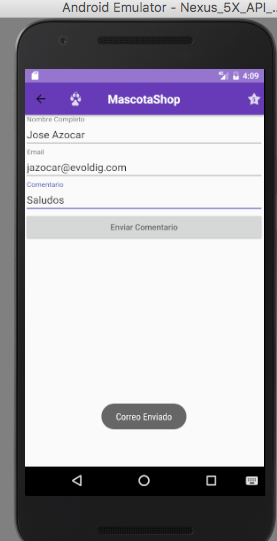 Android Emulator - Nexus_5X_API_...
4:09
MascotaShop
Nombre Completo
Jose Azocar
Email
jazocar@evoldig.com
Comentario
Saludos
Enviar Comentario
Correo Enviado